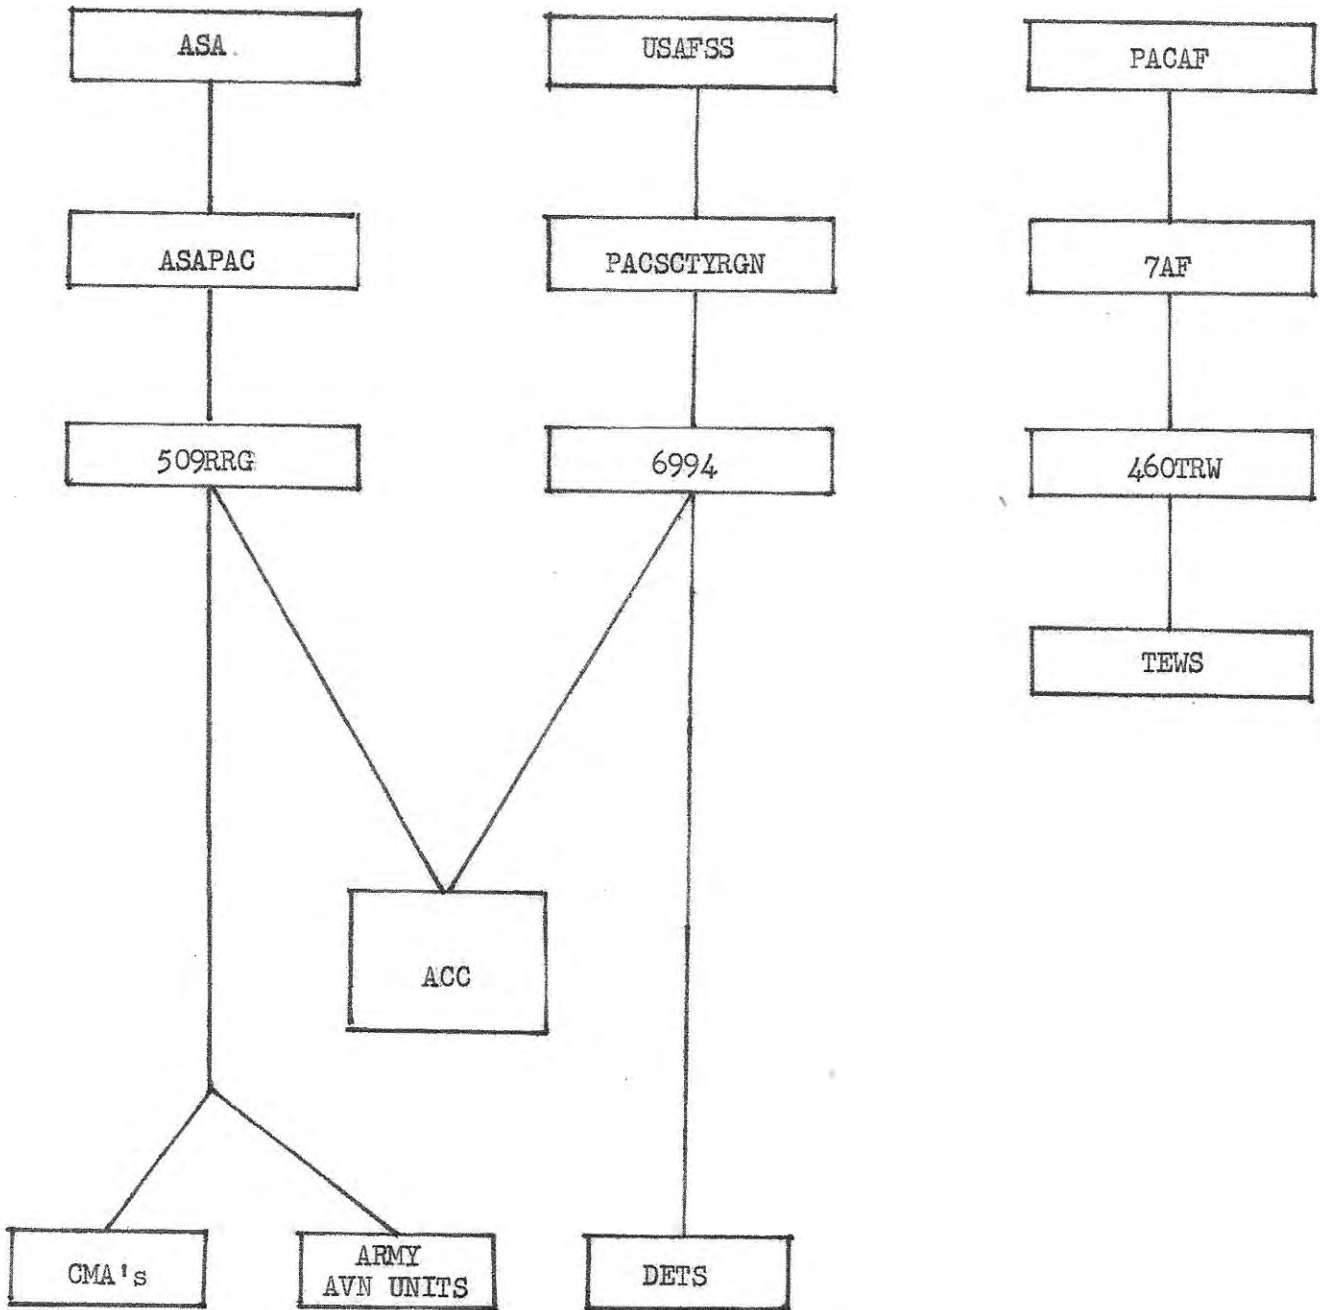 ASA
USAFSS
PACAF
ASAPAC
PACSCTYRGN
7AF
509RRG
6994
460TRW
TEWS
ACC
CMA's
ARMY
AVN UNITS
DETS